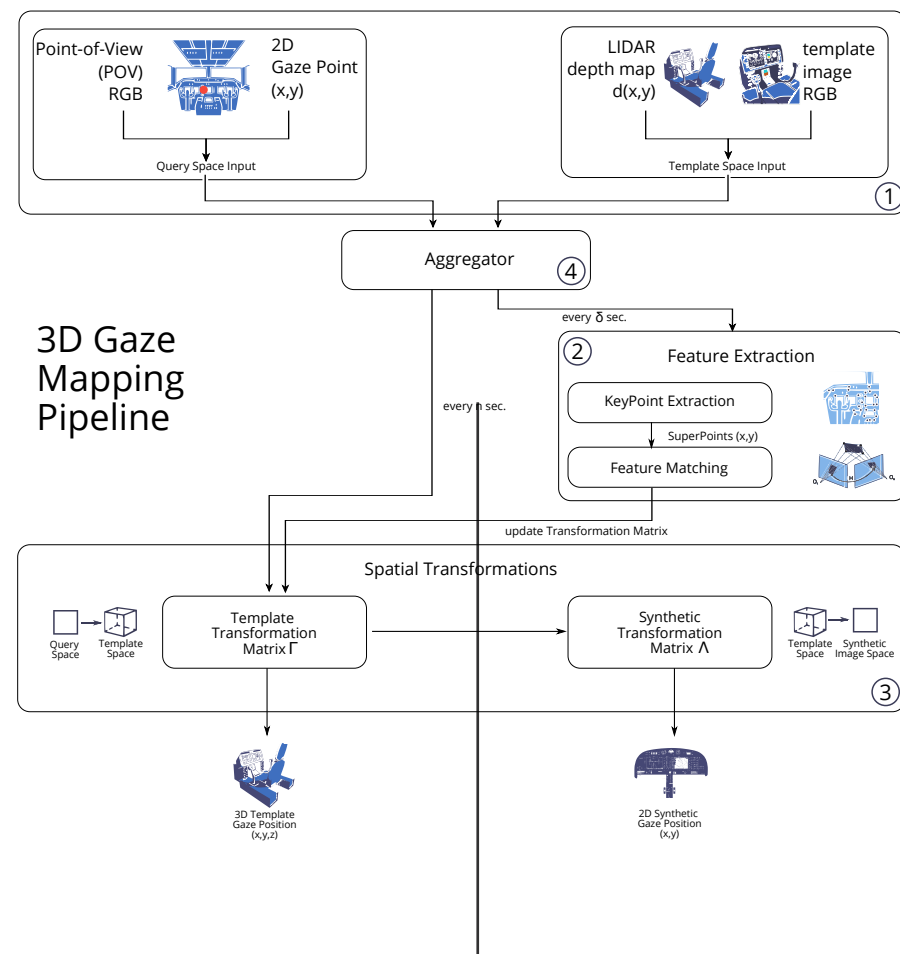 Point-of-View
(POV)
RGB
2D
Gaze Point
(x,y)
Query Space Input
LIDAR
depth map
d(x,y)
template
image
RGB
Template Space Input
1
Aggregator
4
every δ sec.
3D Gaze
Mapping
Pipeline
every n sec.
2
Feature Extraction
KeyPoint Extraction
SuperPoints (x,y)
Feature Matching
H
update Transformation Matrix
Spatial Transformations
Query
Space
Template
Space
Template
Transformation
Matrix Γ
Synthetic
Transformation
Matrix Λ
Template
Space
Synthetic
Image Space
3
3D Template
Gaze Position
(x,y,z)
2D Synthetic
Gaze Position
(x,y)